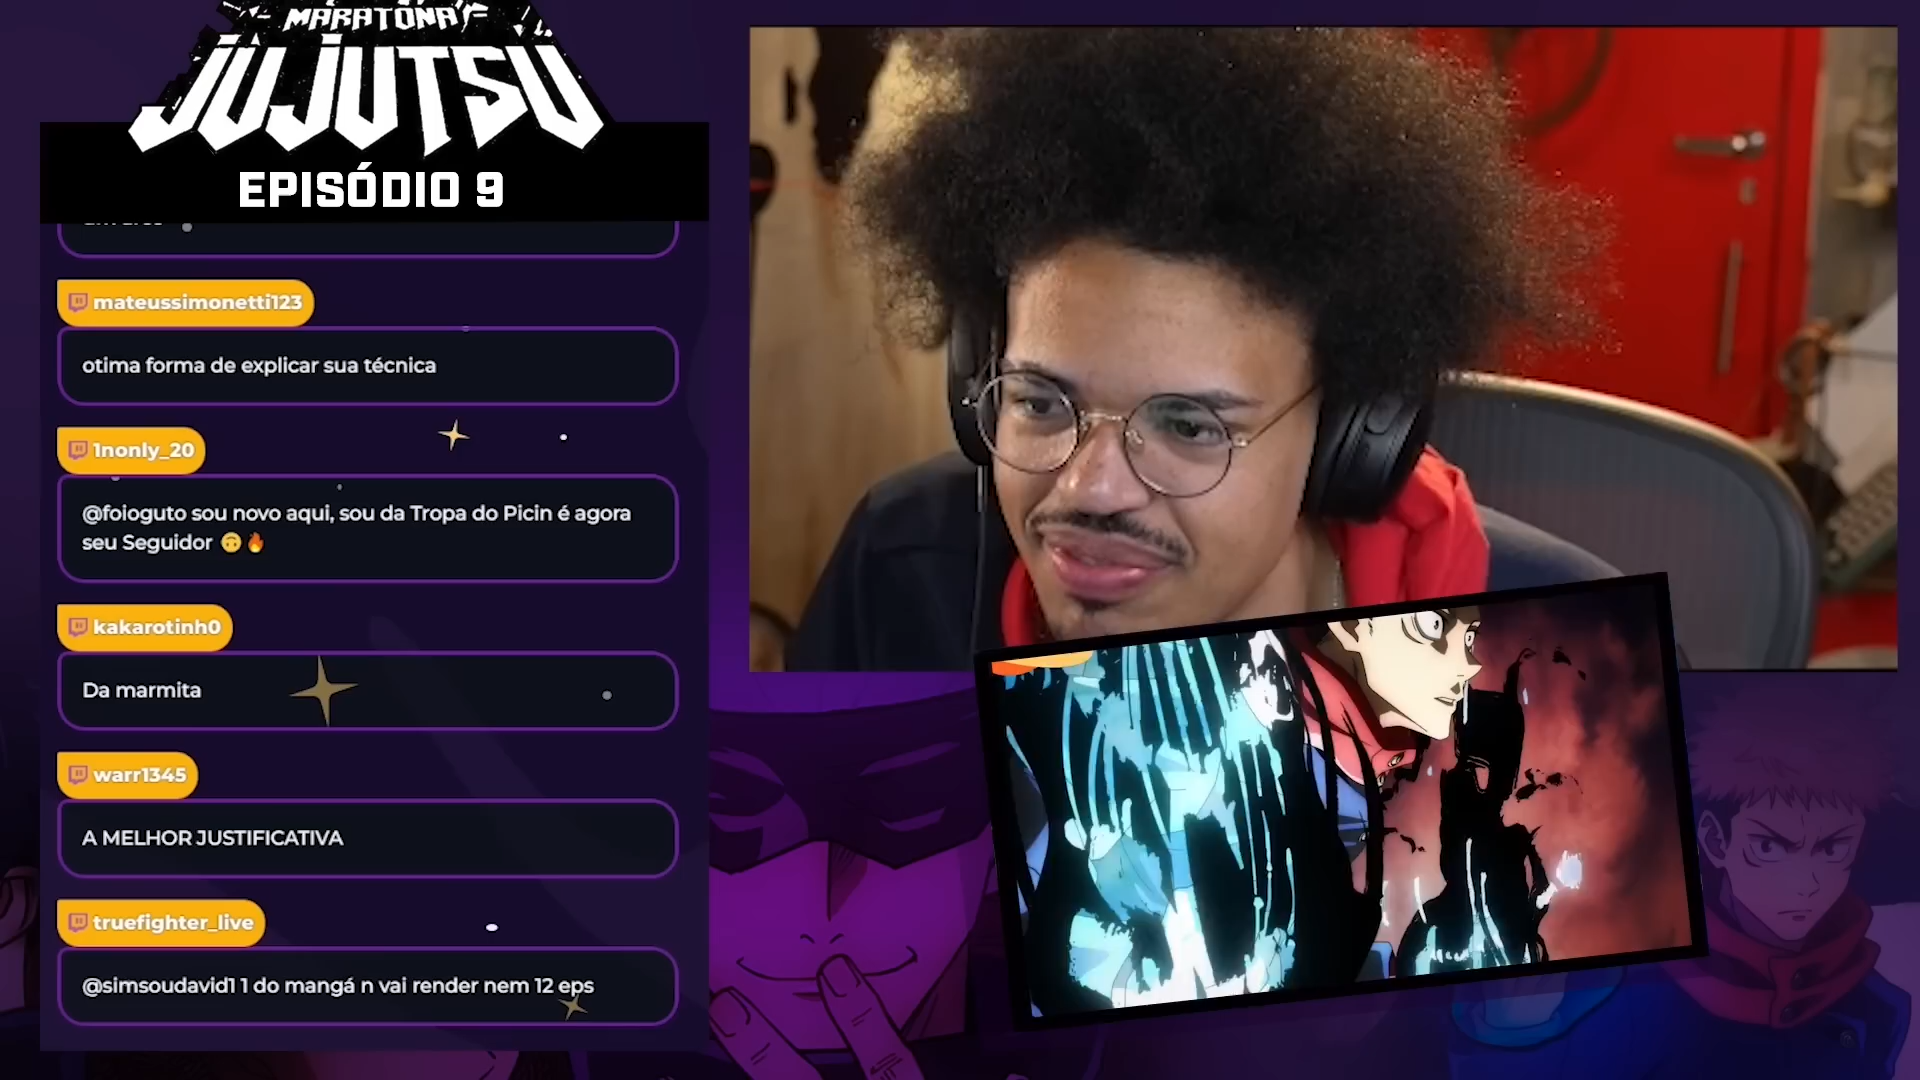 MARATONA
JUJUTSU
EPISÓDIO 9
mateussimonetti123
otima forma de explicar sua técnica
1nonly_20
@foioguto sou novo aqui, sou da Tropa do Picin é agora
seu Seguidor 🙃🔥
kakarotinh0
Da marmita
warr1345
A MELHOR JUSTIFICATIVA
truefighter_live
@simsoudavid1 1 do mangá n vai render nem 12 eps